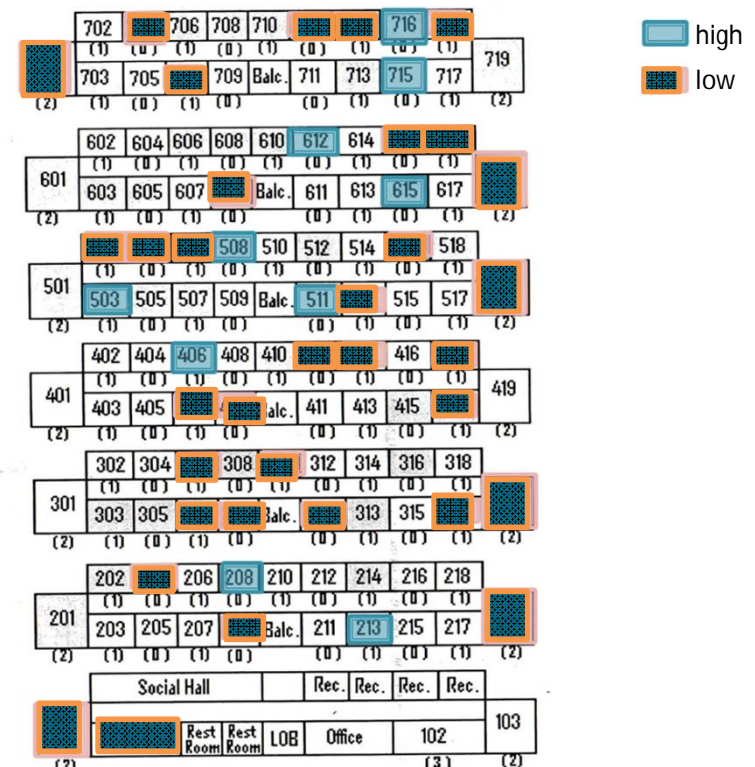 702 706 708 710 716
high
(1) (0) (1) (0) (1) (0) (1) (0) (1)
719
703 705 709 Balc. 711 713 715 717
low
(2) (1) (0) (1) (0) (0) (1) (0) (1) (2)
602 604 606 608 610 612 614
(1) (0) (1) (0) (1) (0) (1) (0) (1)
601
603 605 607 Balc. 611 613 615 617
(2) (1) (0) (1) (0) (0) (1) (0) (1) (2)
508 510 512 514 518
(1) (0) (1) (0) (1) (0) (1) (0) (1)
501
503 505 507 509 Balc. 511 515 517
(2) (1) (0) (1) (0) (0) (1) (0) (1) (2)
402 404 406 408 410 416
(1) (0) (1) (0) (1) (0) (1) (0) (1)
401 419
403 405 alc. 411 413 415
(2) (1) (0) (1) (0) (0) (1) (0) (1) (2)
302 304 308 312 314 316 318
(1) (0) (1) (0) (1) (0) (1) (0) (1)
301
303 305 Balc. 313 315
(2) (1) (0) (1) (0) (0) (1) (0) (1) (2)
202 206 208 210 212 214 216 218
(1) (0) (1) (0) (1) (0) (1) (0) (1)
201
203 205 207 Balc. 211 213 215 217
(2) (1) (0) (1) (0) (0) (1) (0) (1) (2)
Social Hall Rec. Rec. Rec. Rec.
103
Rest Room Rest Room LOB Office 102
(2) (3) (2)